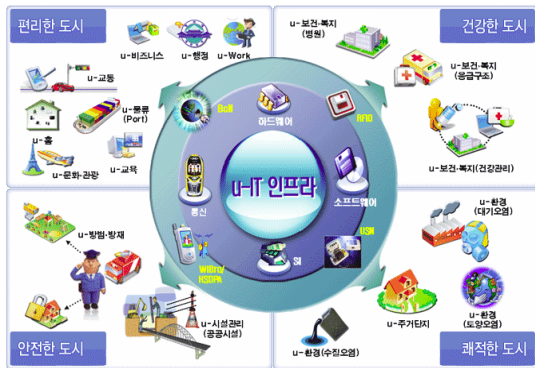 편리한 도시
u-비즈니스
u-행정
u-Work
u-교통
u-물류
(Port)
u-홈
u-문화·관광
u-교육
건강한 도시
u-보건·복지
(병원)
u-보건·복지
(응급구조)
u-보건·복지(건강관리)
BcN
하드웨어
RFID
통신
u-IT 인프라
소프트웨어
WiBro/
HSDPA
SI
USN
u-방범·방재
u-시설관리
(공공시설)
안전한 도시
u-환경
(대기오염)
u-주거단지
u-환경
(토양오염)
u-환경(수질오염)
쾌적한 도시